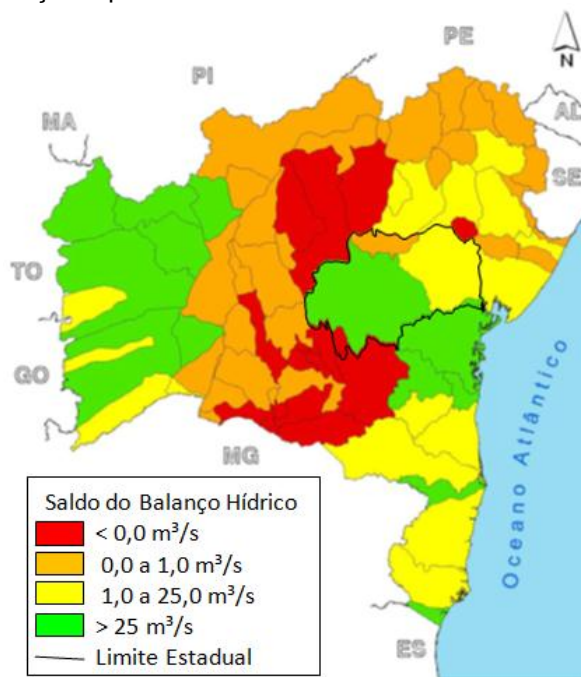 PE
N
PI
AL
MA
SE
TO
GO
MG
Oceano Atlântico
ES
Saldo do Balanço Hídrico
< 0,0 m³/s
0,0 a 1,0 m³/s
1,0 a 25,0 m³/s
> 25 m³/s
Limite Estadual